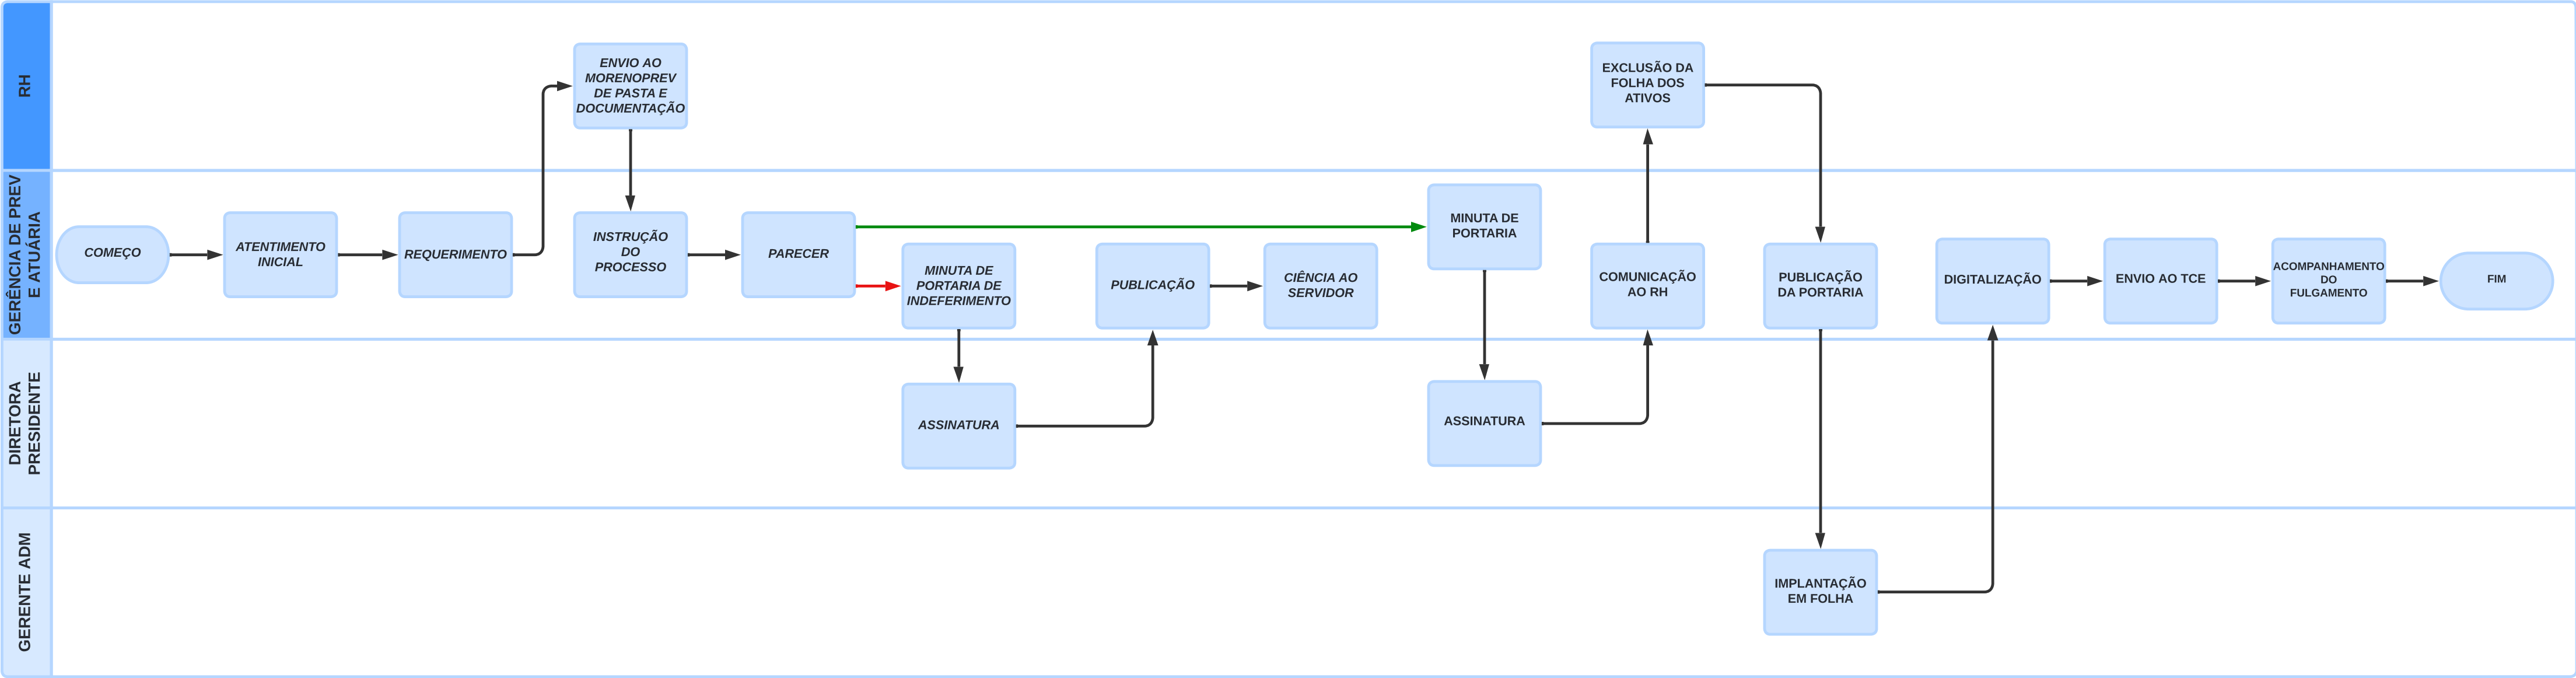 RH
ENVIO AO
MORENOPREV
DE PASTA E
DOCUMENTAÇÃO
EXCLUSÃO DA
FOLHA DOS
ATIVOS
GERÊNCIA DE PREV
E ATUÁRIA
COMEÇO
ATENTIMENTO
INICIAL
REQUERIMENTO
INSTRUÇÃO
DO
PROCESSO
PARECER
MINUTA DE
PORTARIA DE
INDEFERIMENTO
PUBLICAÇÃO
CIÊNCIA AO
SERVIDOR
MINUTA DE
PORTARIA
COMUNICAÇÃO
AO RH
PUBLICAÇÃO
DA PORTARIA
DIGITALIZAÇÃO
ENVIO AO TCE
ACOMPANHAMENTO
DO
FULGAMENTO
FIM
DIRETORA
PRESIDENTE
ASSINATURA
ASSINATURA
GERENTE ADM
IMPLANTAÇÃO
EM FOLHA